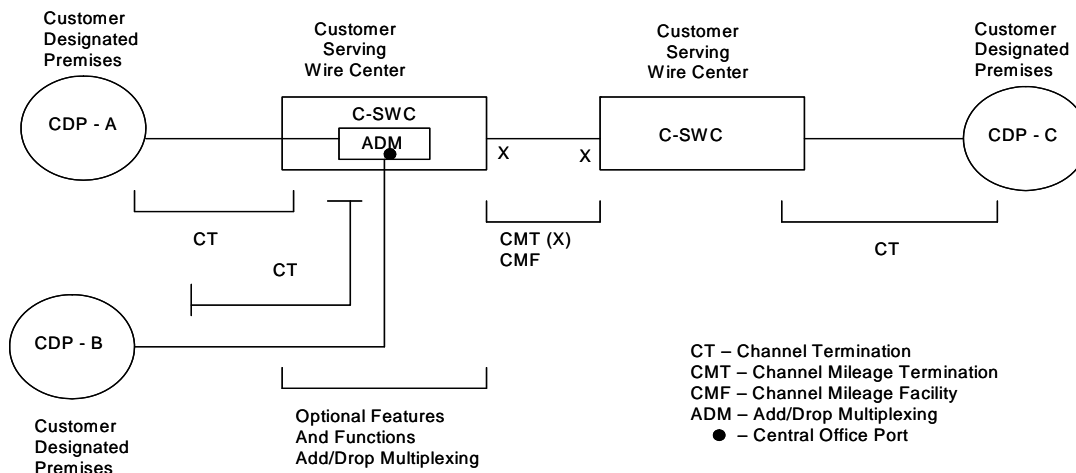 Customer
Designated
Premises
Customer
Serving
Wire Center
Customer
Serving
Wire Center
Customer
Designated
Premises
CDP - A
C-SWC
ADM
X
X
C-SWC
CDP - C
CT
CT
CMT (X)
CMF
CT
CDP - B
Customer
Designated
Premises
Optional Features
And Functions
Add/Drop Multiplexing
CT – Channel Termination
CMT – Channel Mileage Termination
CMF – Channel Mileage Facility
ADM – Add/Drop Multiplexing
● – Central Office Port